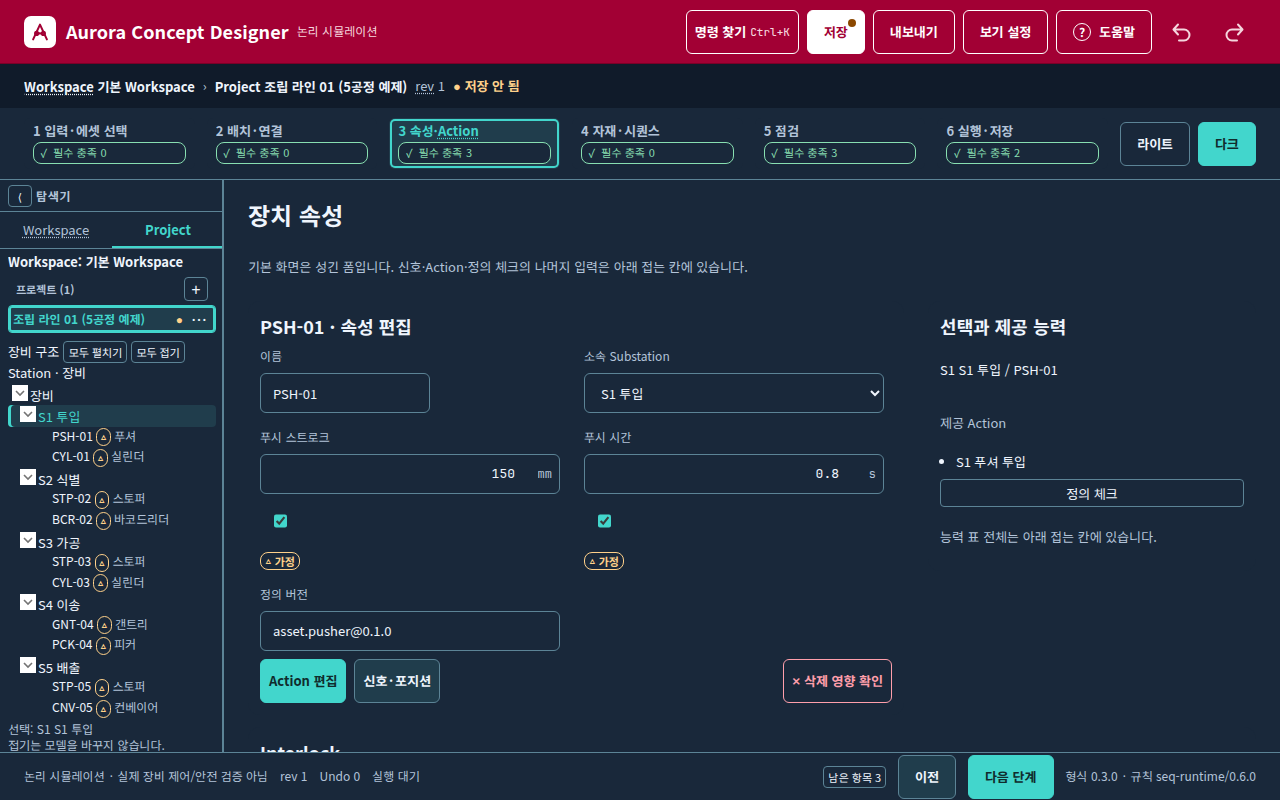 Aurora Concept Designer 논리 시뮬레이션
명령 찾기 Ctrl+K
저장
내보내기
보기 설정
? 도움말
Workspace 기본 Workspace › Project 조립 라인 01 (5공정 예제) rev 1 ● 저장 안 됨
1 입력·에셋 선택
✓ 필수 충족 0
2 배치·연결
✓ 필수 충족 0
3 속성·Action
✓ 필수 충족 3
4 자재·시퀀스
✓ 필수 충족 0
5 점검
✓ 필수 충족 3
6 실행·저장
✓ 필수 충족 2
라이트
다크
⟨ 탐색기
Workspace
Project
Workspace: 기본 Workspace
프로젝트 (1)
+
조립 라인 01 (5공정 예제) ● ···
장비 구조 모두 펼치기 모두 접기
Station · 장비
장비
S1 투입
PSH-01 △ 푸셔
CYL-01 △ 실린더
S2 식별
STP-02 △ 스토퍼
BCR-02 △ 바코드리더
S3 가공
STP-03 △ 스토퍼
CYL-03 △ 실린더
S4 이송
GNT-04 △ 갠트리
PCK-04 △ 피커
S5 배출
STP-05 △ 스토퍼
CNV-05 △ 컨베이어
선택: S1 S1 투입
접기는 모델을 바꾸지 않습니다.
장치 속성
기본 화면은 성긴 폼입니다. 신호·Action·정의 체크의 나머지 입력은 아래 접는 칸에 있습니다.
PSH-01 · 속성 편집
이름
PSH-01
소속 Substation
S1 투입
푸시 스트로크
150 mm
푸시 시간
0.8 s
△ 가정
△ 가정
정의 버전
asset.pusher@0.1.0
Action 편집
신호·포지션
× 삭제 영향 확인
Interlock
선택과 제공 능력
S1 S1 투입 / PSH-01
제공 Action
• S1 푸셔 투입
정의 체크
능력 표 전체는 아래 접는 칸에 있습니다.
논리 시뮬레이션 · 실제 장비 제어/안전 검증 아님 rev 1 Undo 0 실행 대기
남은 항목 3
이전
다음 단계
형식 0.3.0 · 규칙 seq-runtime/0.6.0